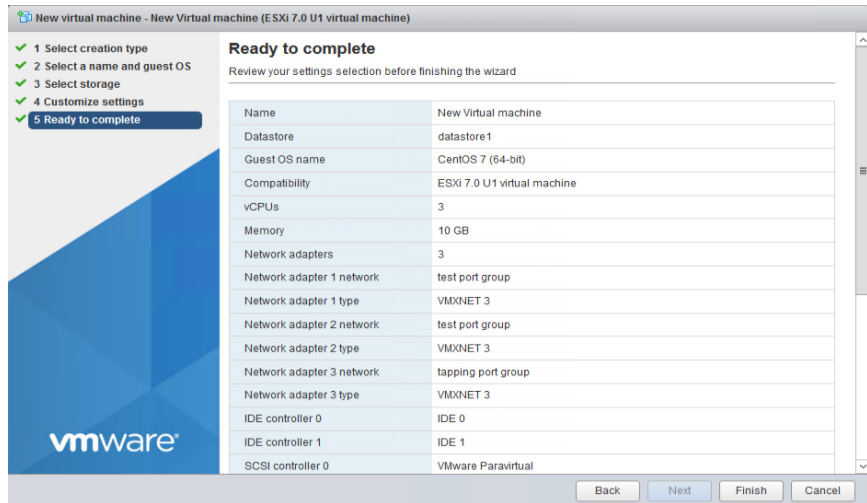 New virtual machine - New Virtual machine (ESXi 7.0 U1 virtual machine)
1 Select creation type
2 Select a name and guest OS
3 Select storage
4 Customize settings
5 Ready to complete
vmware®
Ready to complete
Review your settings selection before finishing the wizard
Name New Virtual machine
Datastore datastore1
Guest OS name CentOS 7 (64-bit)
Compatibility ESXi 7.0 U1 virtual machine
vCPUs 3
Memory 10 GB
Network adapters 3
Network adapter 1 network test port group
Network adapter 1 type VMXNET 3
Network adapter 2 network test port group
Network adapter 2 type VMXNET 3
Network adapter 3 network tapping port group
Network adapter 3 type VMXNET 3
IDE controller 0 IDE 0
IDE controller 1 IDE 1
SCSI controller 0 VMware Paravirtual
Back Next Finish Cancel